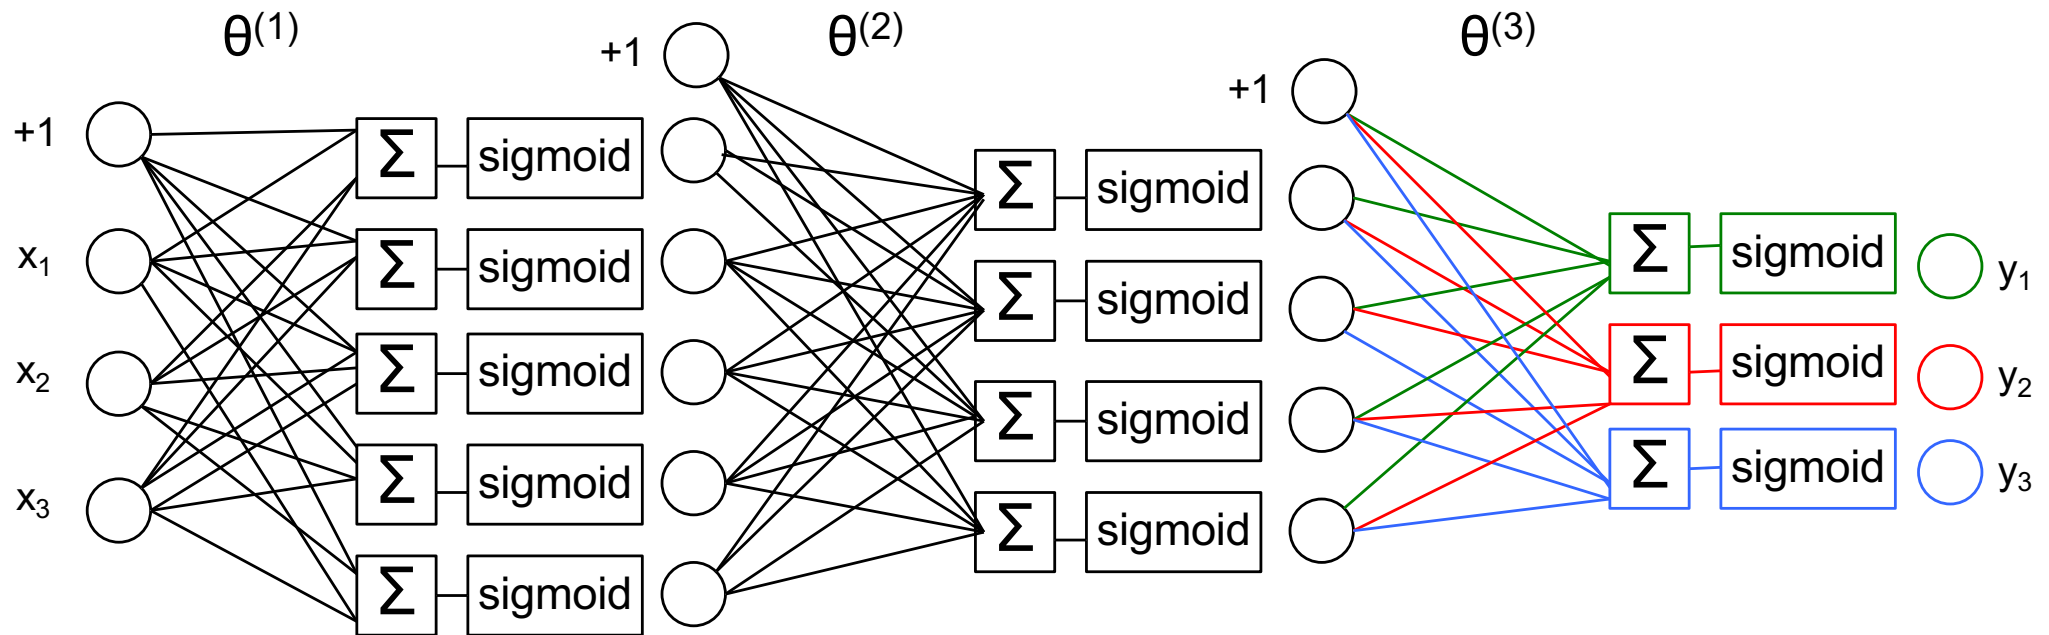 θ(1)
θ(2)
θ(3)
+1
x1
x2
x3
Σ sigmoid
Σ sigmoid
Σ sigmoid
Σ sigmoid
Σ sigmoid
+1
Σ sigmoid
Σ sigmoid
Σ sigmoid
Σ sigmoid
+1
Σ sigmoid y1
Σ sigmoid y2
Σ sigmoid y3